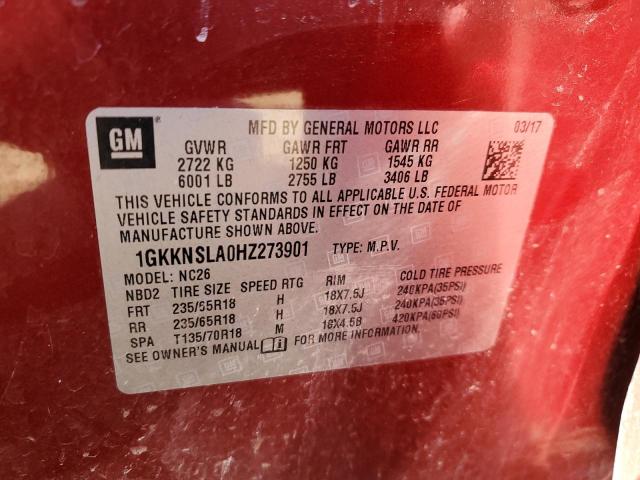 GM
MFD BY GENERAL MOTORS LLC 03/17
GVWR GAWR FRT GAWR RR
2722 KG 1250 KG 1545 KG
6001 LB 2755 LB 3406 LB
THIS VEHICLE CONFORMS TO ALL APPLICABLE U.S. FEDERAL MOTOR
VEHICLE SAFETY STANDARDS IN EFFECT ON THE DATE OF
MANUFACTURE SHOWN ABOVE.
1GKKNSLA0HZ273901 TYPE: M.P.V.
MODEL: NC26
NBD2 TIRE SIZE SPEED RTG RIM COLD TIRE PRESSURE
FRT 235/65R18 H 18X7.5J 240KPA(35PSI)
RR 235/65R18 H 18X7.5J 240KPA(35PSI)
SPA T135/70R18 M 18X4.5B 420KPA(60PSI)
SEE OWNER'S MANUAL FOR MORE INFORMATION.